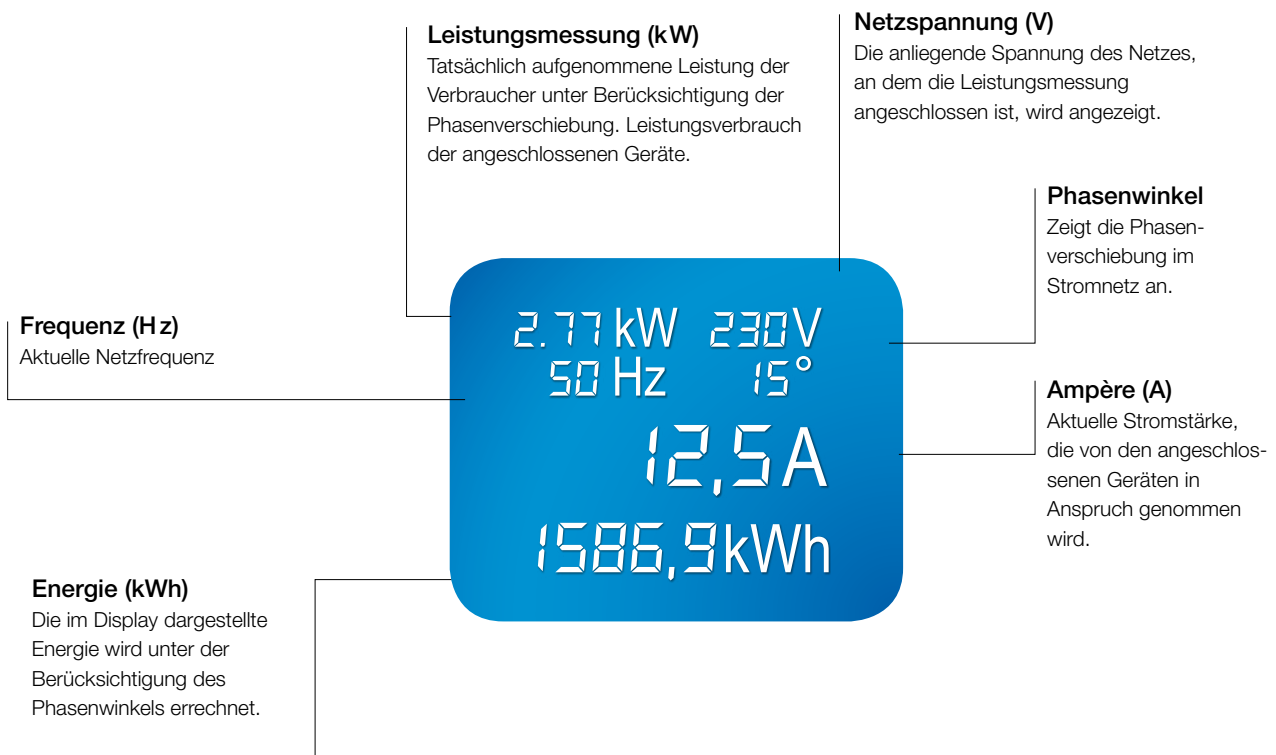 Leistungsmessung (kW)
Tatsächlich aufgenommene Leistung der
Verbraucher unter Berücksichtigung der
Phasenverschiebung. Leistungsverbrauch
der angeschlossenen Geräte.
Netzspannung (V)
Die anliegende Spannung des Netzes,
an dem die Leistungsmessung
angeschlossen ist, wird angezeigt.
Phasenwinkel
Zeigt die Phasen-
verschiebung im
Stromnetz an.
Frequenz (Hz)
Aktuelle Netzfrequenz
2.77 kW 230V
50 Hz 15°
12,5A
1586,9kWh
Ampère (A)
Aktuelle Stromstärke,
die von den angeschlos-
senen Geräten in
Anspruch genommen
wird.
Energie (kWh)
Die im Display dargestellte
Energie wird unter der
Berücksichtigung des
Phasenwinkels errechnet.